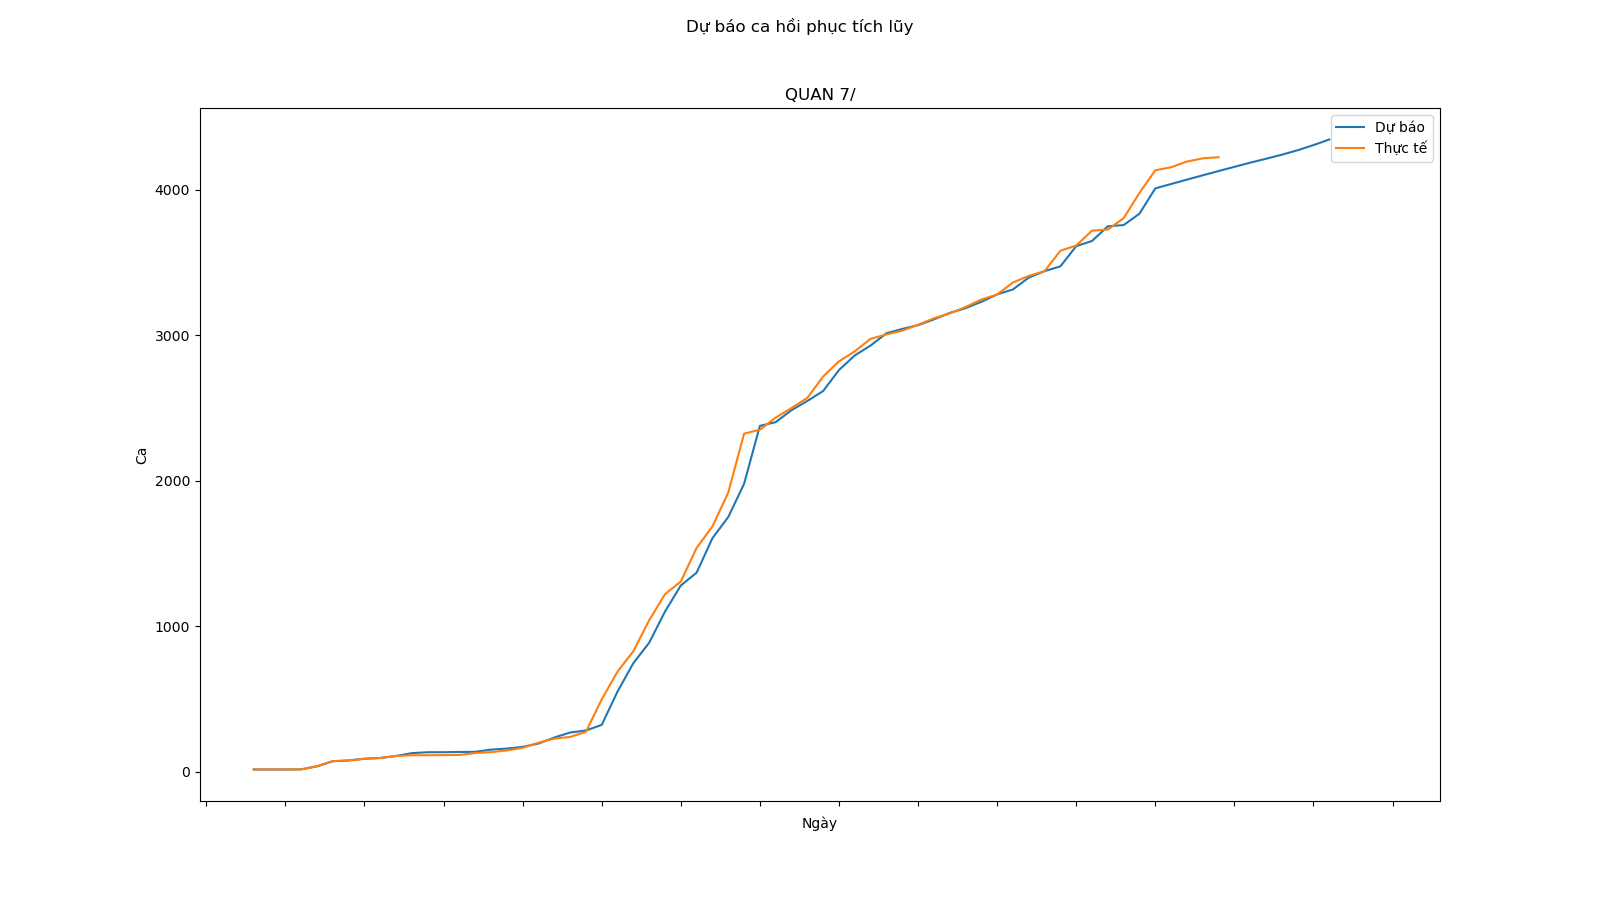 Dự báo ca hồi phục tích lũy
QUAN 7/
Dự báo
Thực tế
4000
3000
2000
1000
0
Ca
Ngày